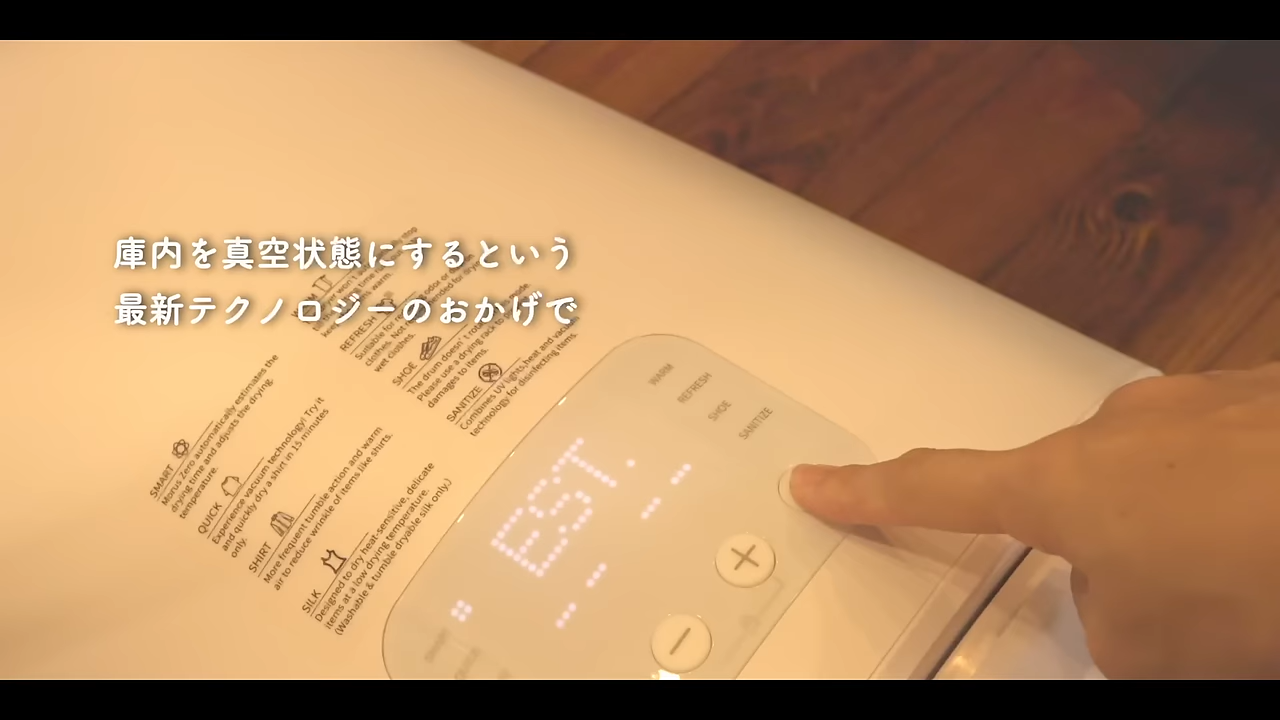 庫内を真空状態にするという
最新テクノロジーのおかげで
REFRESH
clothes. Not
wet clothes.
SHOE
The drum doesn't
Please use a drying rack to
damages to items.
SANITIZE
Combines UV lights, heat and
technology for disinfecting items.
SMART
Morus Zero automatically estimates the
drying time and adjusts the drying
temperature.
QUICK
Experience vacuum technology! Try it
and quickly dry a shirt in 15 minutes
only.
SHIRT
More frequent tumble action and warm
air to reduce wrinkle of items like shirts.
SILK
Designed to dry heat-sensitive, delicate
items at a low drying temperature.
(Washable & tumble dryable silk only.)
WARM
REFRESH
SHOE
SANITIZE
EST.
+
−